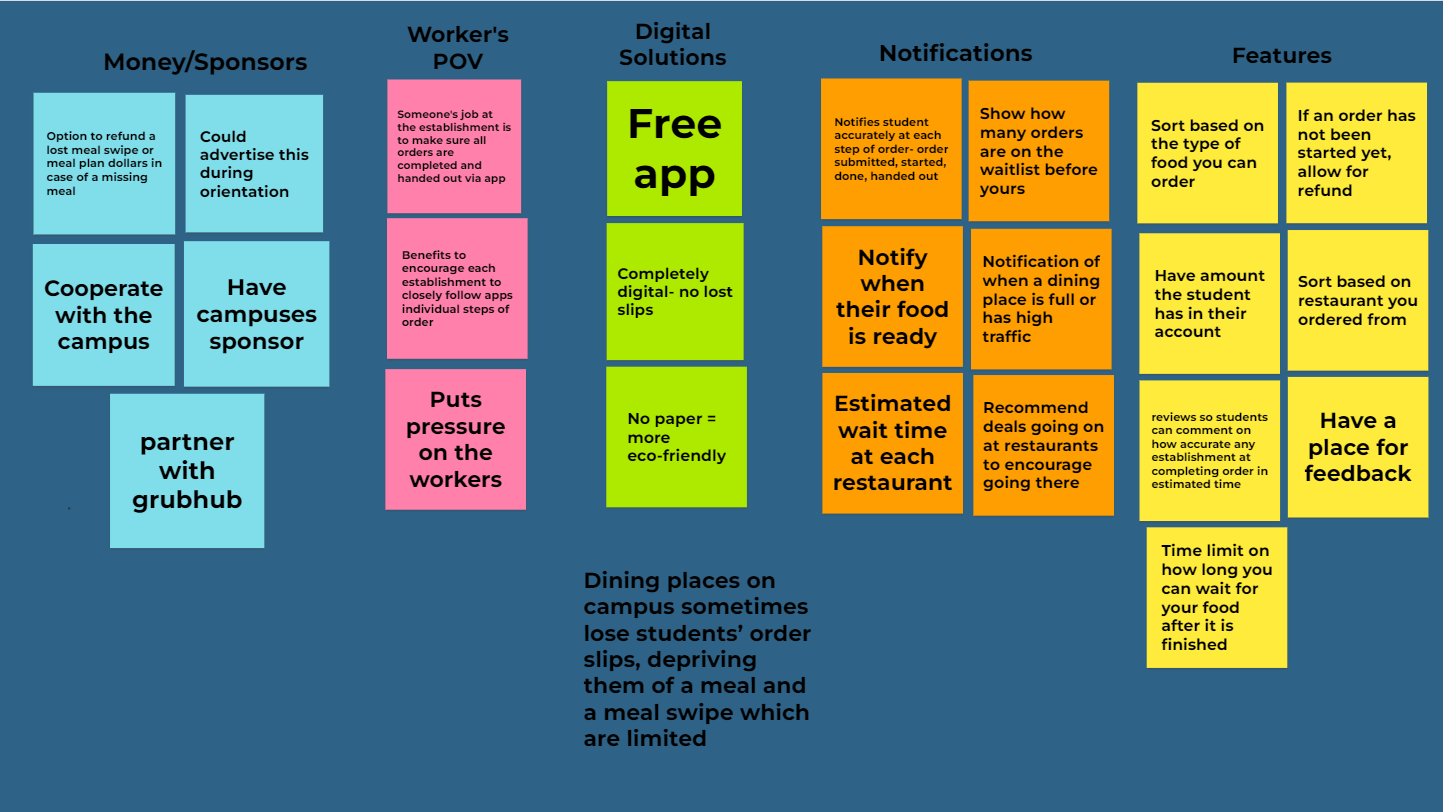 Money/Sponsors
Option to refund a
lost meal swipe or
meal plan dollars in
case of a missing
meal
Could
advertise this
during
orientation
Cooperate
with the
campus
Have
campuses
sponsor
partner
with
grubhub
Worker's
POV
Someone's job at
the establishment is
to make sure all
orders are
completed and
handed out via app
Benefits to
encourage each
establishment to
closely follow apps
individual steps of
order
Puts
pressure
on the
workers
Digital
Solutions
Free
app
Completely
digital- no lost
slips
No paper =
more
eco-friendly
Notifications
Notifies student
accurately at each
step of order- order
submitted, started,
done, handed out
Show how
many orders
are on the
waitlist before
yours
Notify
when
their food
is ready
Notification of
when a dining
place is full or
has high
traffic
Estimated
wait time
at each
restaurant
Recommend
deals going on
at restaurants
to encourage
going there
Features
Sort based on
the type of
food you can
order
If an order has
not been
started yet,
allow for
refund
Have amount
the student
has in their
account
Sort based on
restaurant you
ordered from
reviews so students
can comment on
how accurate any
establishment at
completing order in
estimated time
Have a
place for
feedback
Time limit on
how long you
can wait for
your food
after it is
finished
Dining places on
campus sometimes
lose students’ order
slips, depriving
them of a meal and
a meal swipe which
are limited